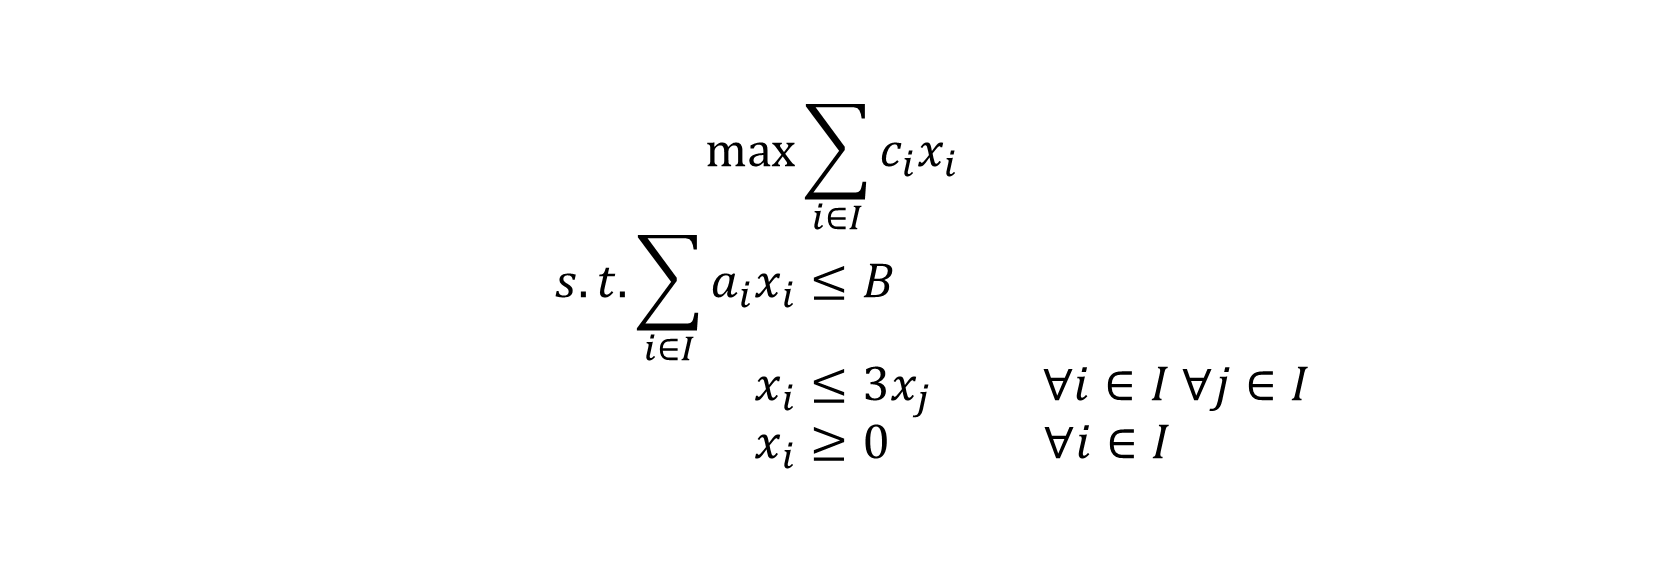 max ∑_{i∈I} c_i x_i
s.t. ∑_{i∈I} a_i x_i ≤ B
x_i ≤ 3x_j ∀i ∈ I ∀j ∈ I
x_i ≥ 0 ∀i ∈ I